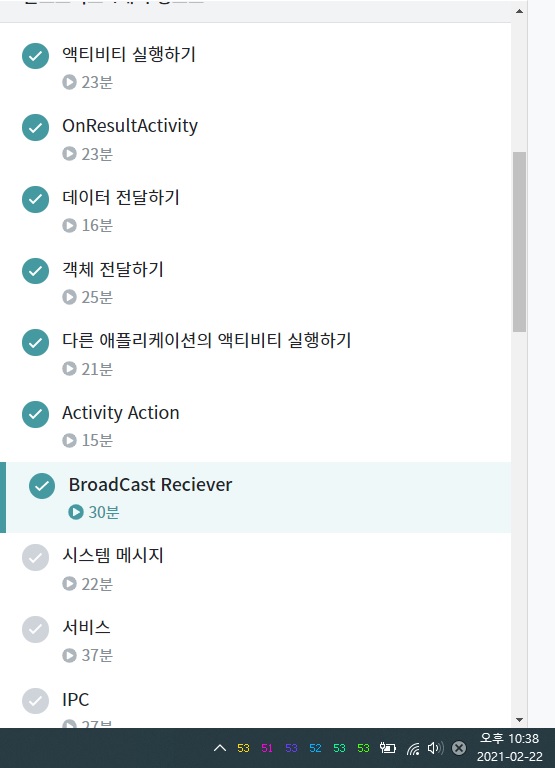 액티비티 실행하기
23분
OnResultActivity
23분
데이터 전달하기
16분
객체 전달하기
25분
다른 애플리케이션의 액티비티 실행하기
21분
Activity Action
15분
BroadCast Reciever
30분
시스템 메시지
22분
서비스
37분
IPC
27분
53 51 53 52 53 53 오후 10:38
2021-02-22